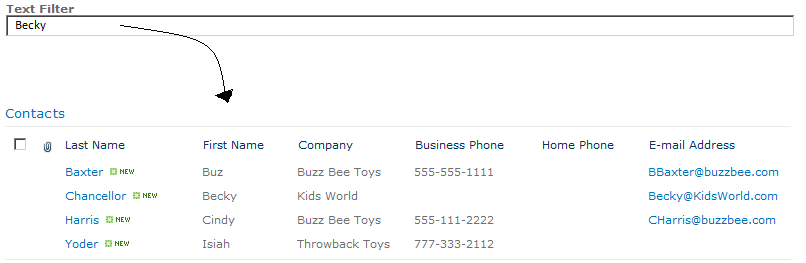 Text Filter
Becky
Contacts
Last Name First Name Company Business Phone Home Phone E-mail Address
Baxter NEW Buz Buzz Bee Toys 555-555-1111 BBaxter@buzzbee.com
Chancellor NEW Becky Kids World Becky@KidsWorld.com
Harris NEW Cindy Buzz Bee Toys 555-111-2222 CHarris@buzzbee.com
Yoder NEW Isiah Throwback Toys 777-333-2112